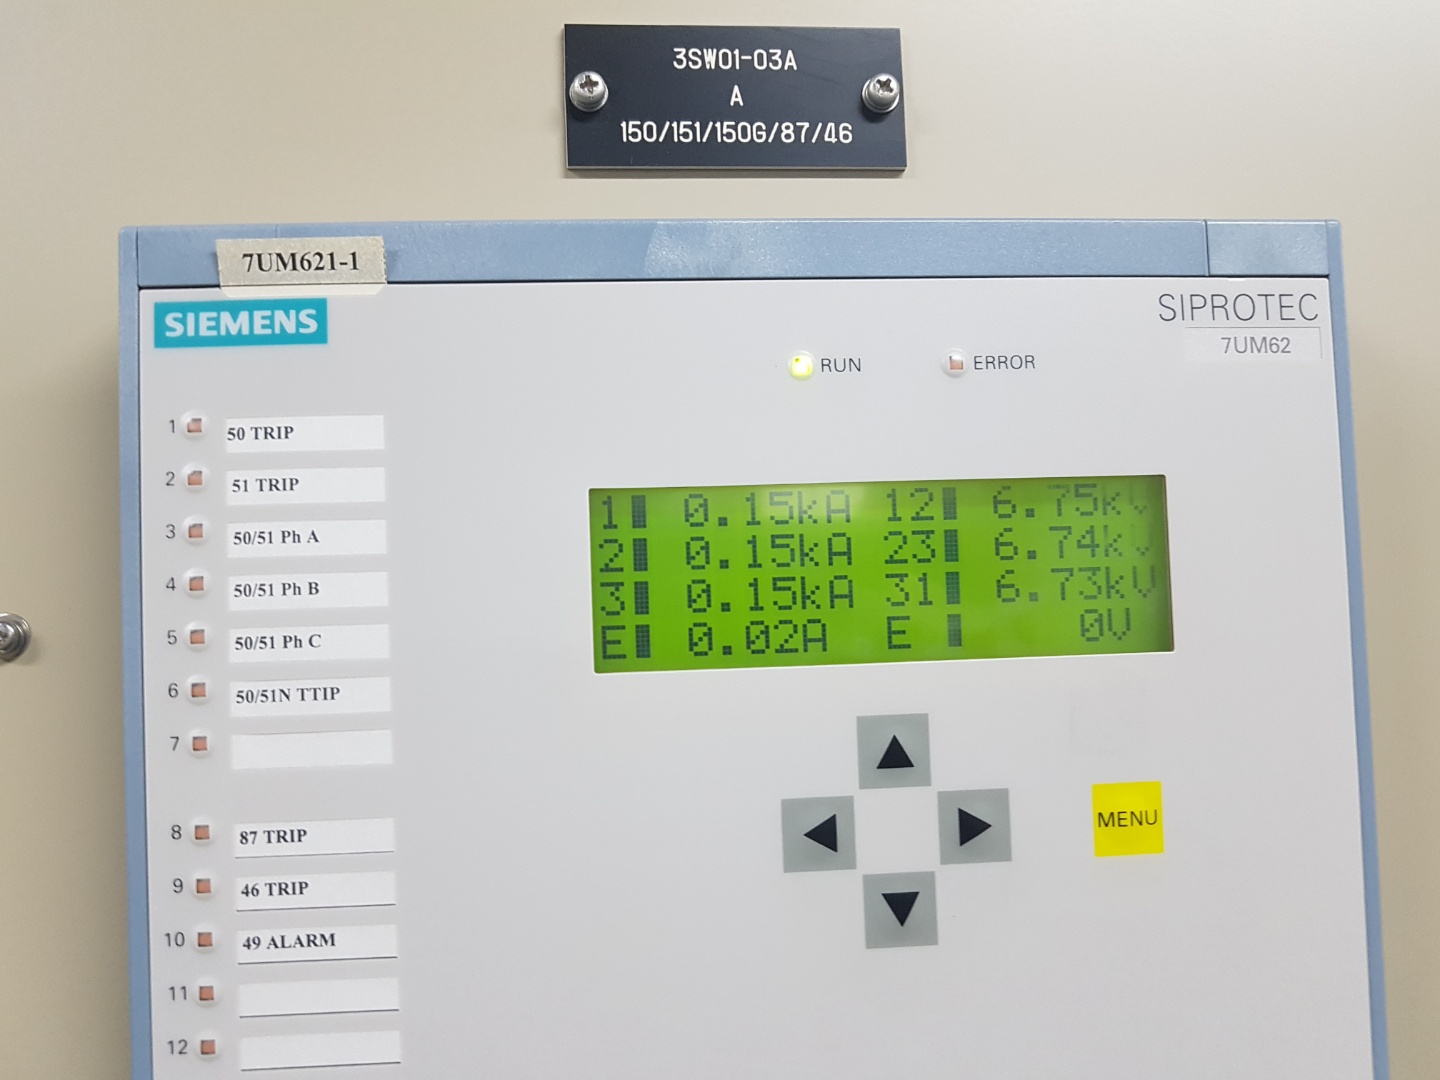 3SW01-03A
A
150/151/150G/87/46
7UM621-1
SIEMENS
SIPROTEC
7UM62
RUN
ERROR
1 50 TRIP
2 51 TRIP
3 50/51 Ph A
4 50/51 Ph B
5 50/51 Ph C
6 50/51N TTIP
7
8 87 TRIP
9 46 TRIP
10 49 ALARM
11
12
1 0.15kA 12 6.75kV
2 0.15kA 23 6.74kV
3 0.15kA 31 6.73kV
E 0.02A E 0V
MENU